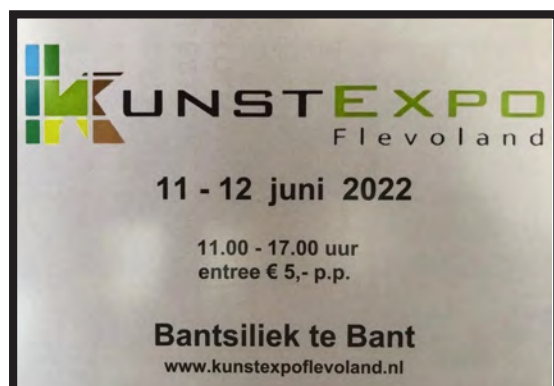 KUNSTEXPO
Flevoland
11 - 12 juni 2022
11.00 - 17.00 uur
entree € 5,- p.p.
Bantsiliek te Bant
www.kunstexpoflevoland.nl